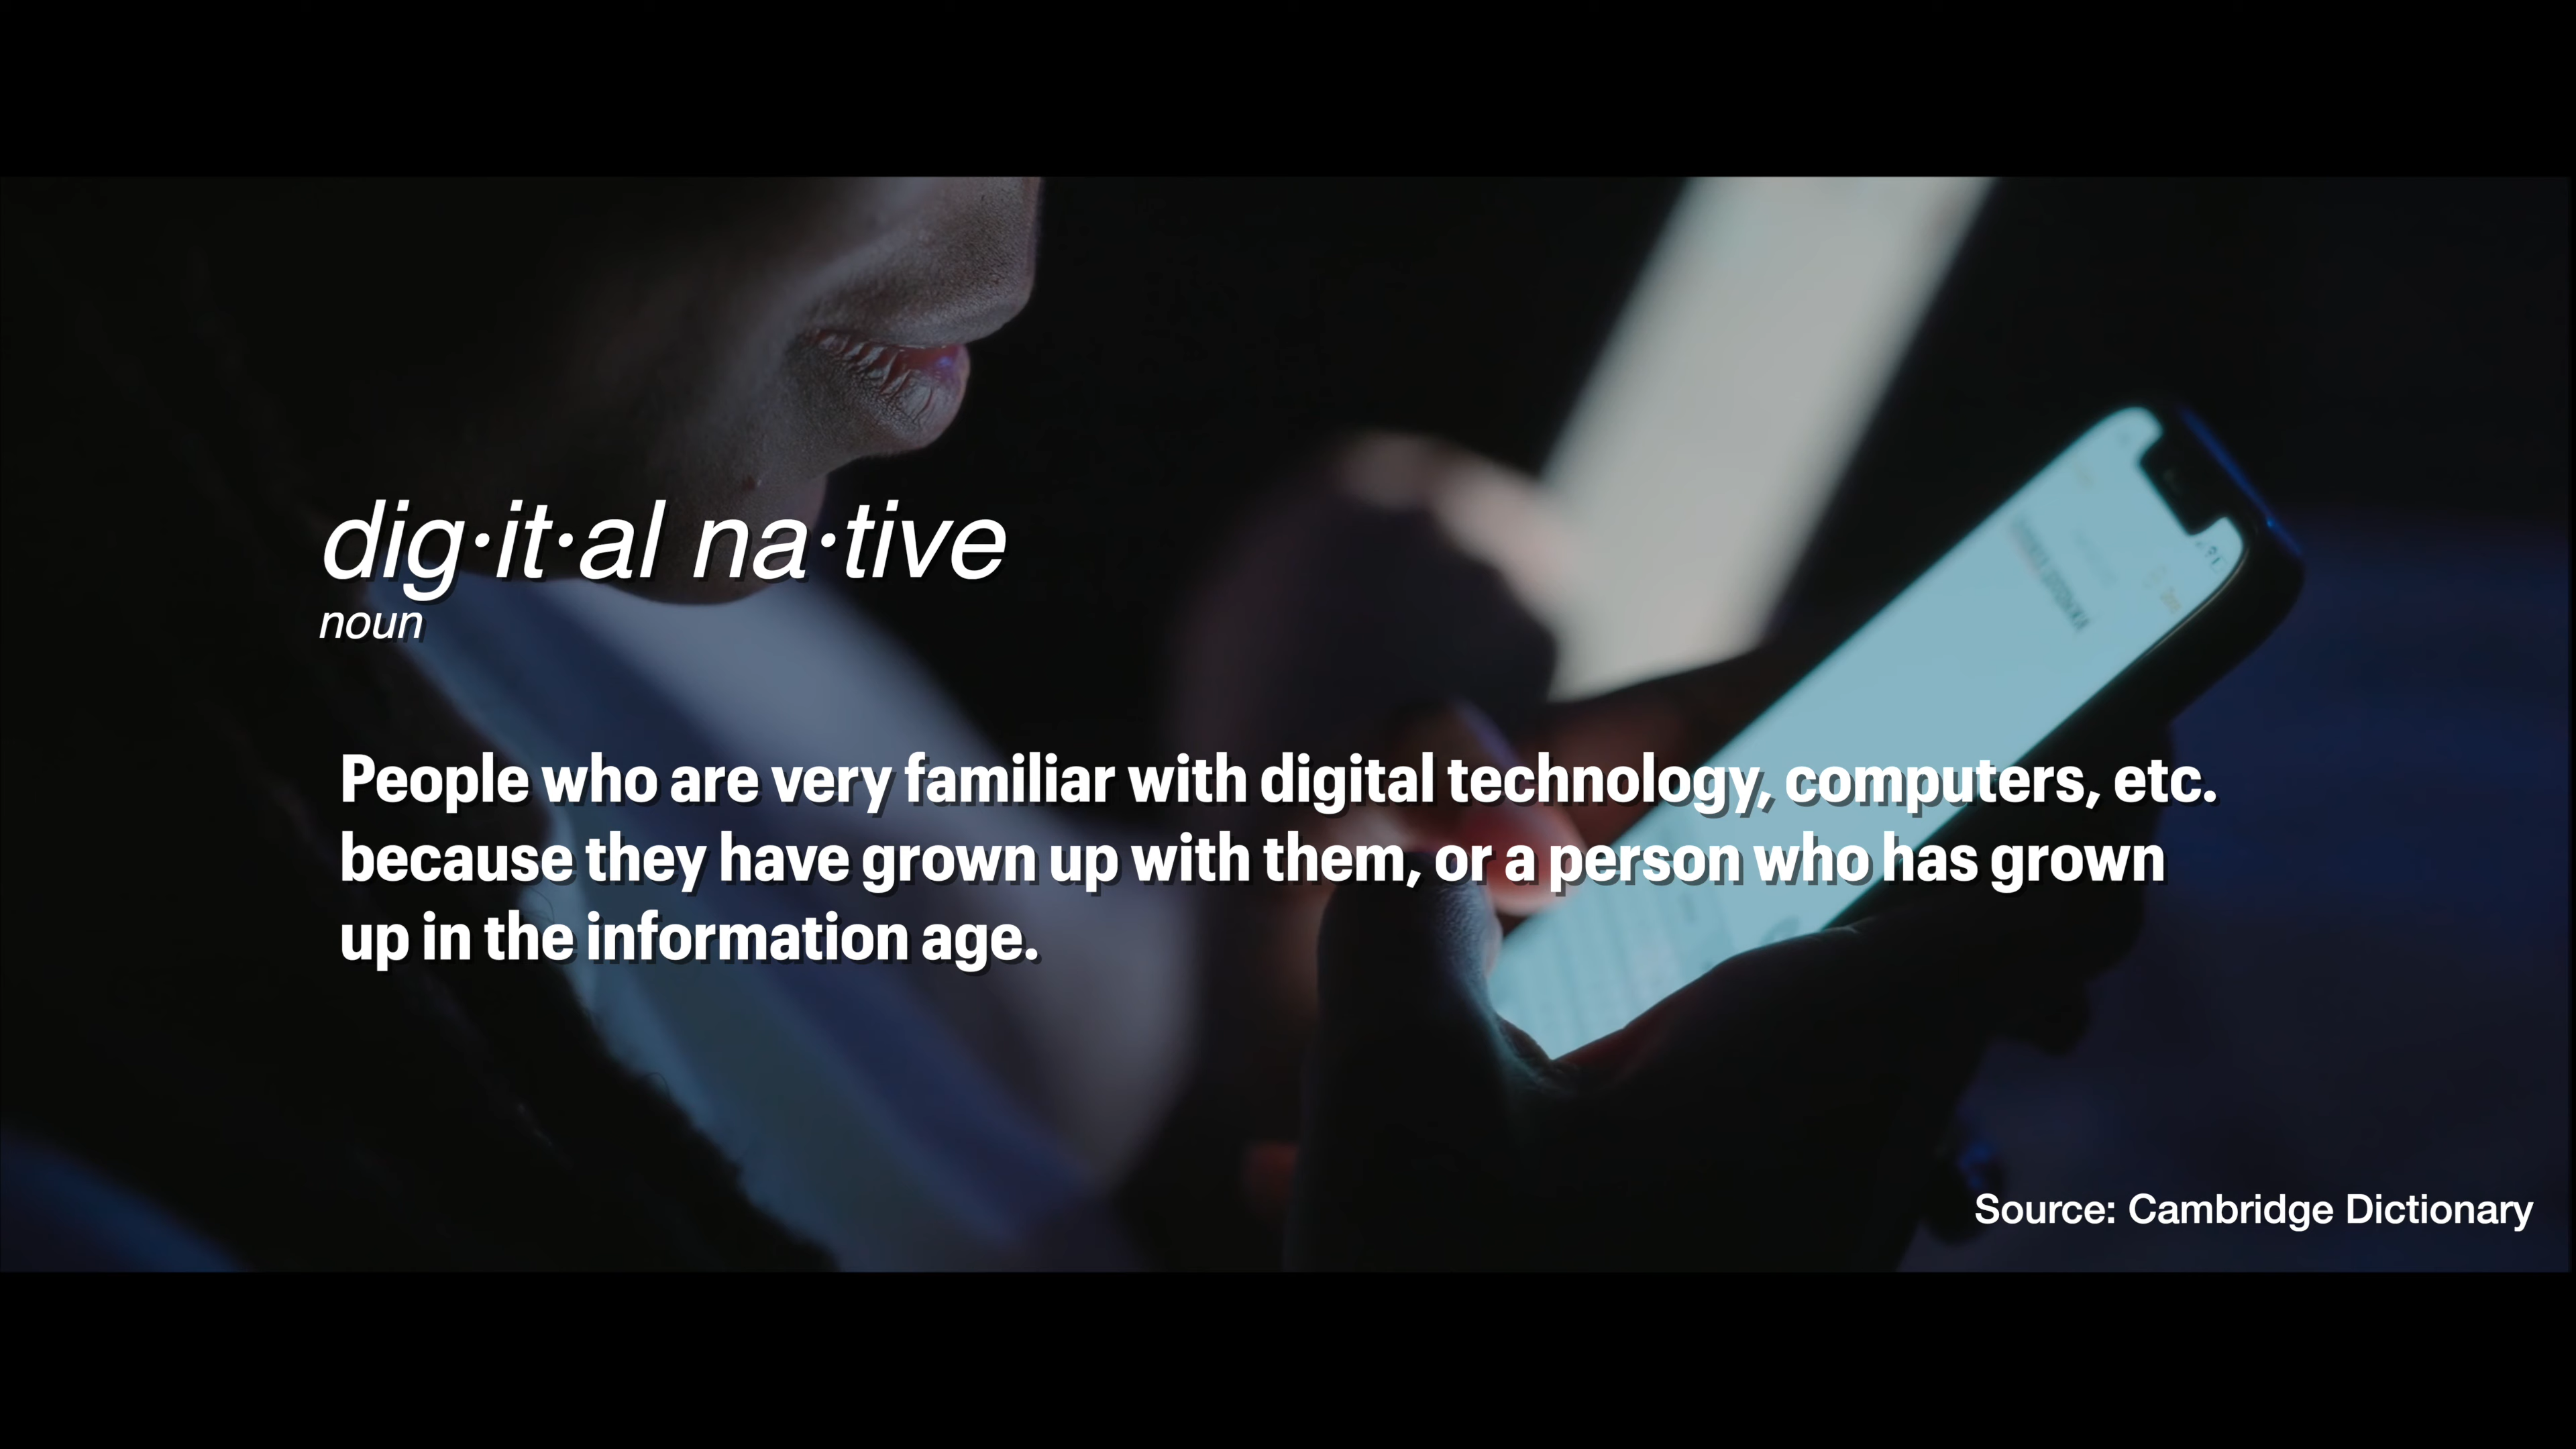 dig·it·al na·tive
noun
People who are very familiar with digital technology, computers, etc.
because they have grown up with them, or a person who has grown
up in the information age.
Source: Cambridge Dictionary